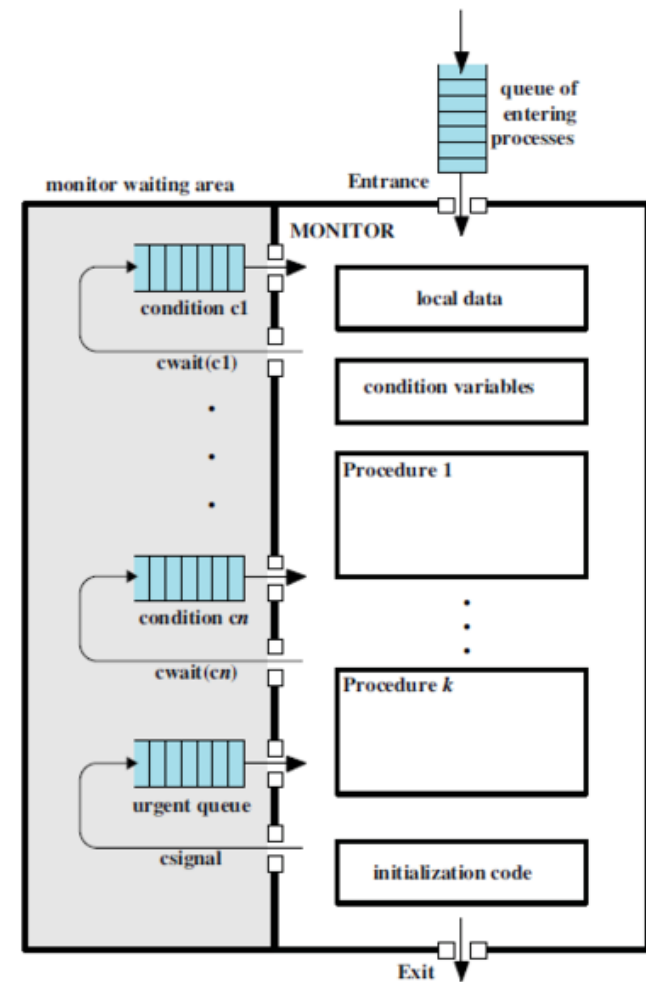 queue of
entering
processes
Entrance
monitor waiting area
MONITOR
condition c1
cwait(c1)
local data
condition variables
Procedure 1
condition cn
cwait(cn)
Procedure k
urgent queue
csignal
initialization code
Exit